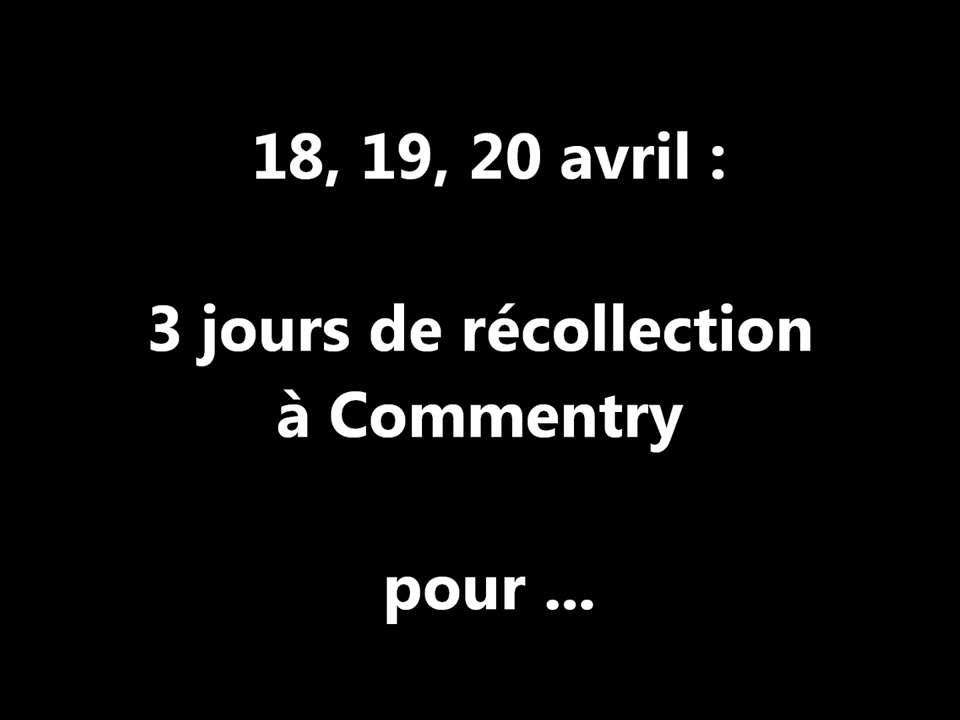 18, 19, 20 avril :
3 jours de récollection
à Commentry
pour ...